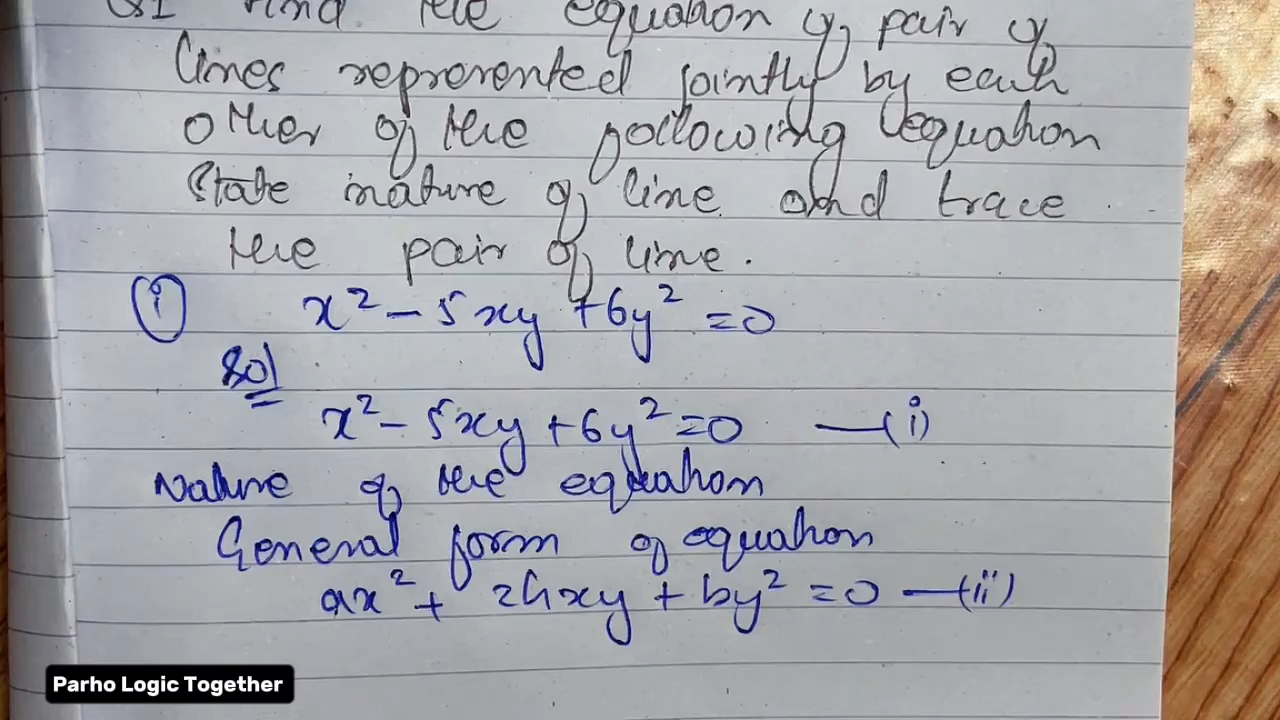 Q1 Find the equation of pair of
lines represented jointly by each
other of the following equation
State nature of line and trace
the pair of line.
(i) x² - 5xy + 6y² = 0
Sol
x² - 5xy + 6y² = 0 —(i)
Nature of the equation
General form of equation
ax² + 2hxy + by² = 0 —(ii)
Parho Logic Together